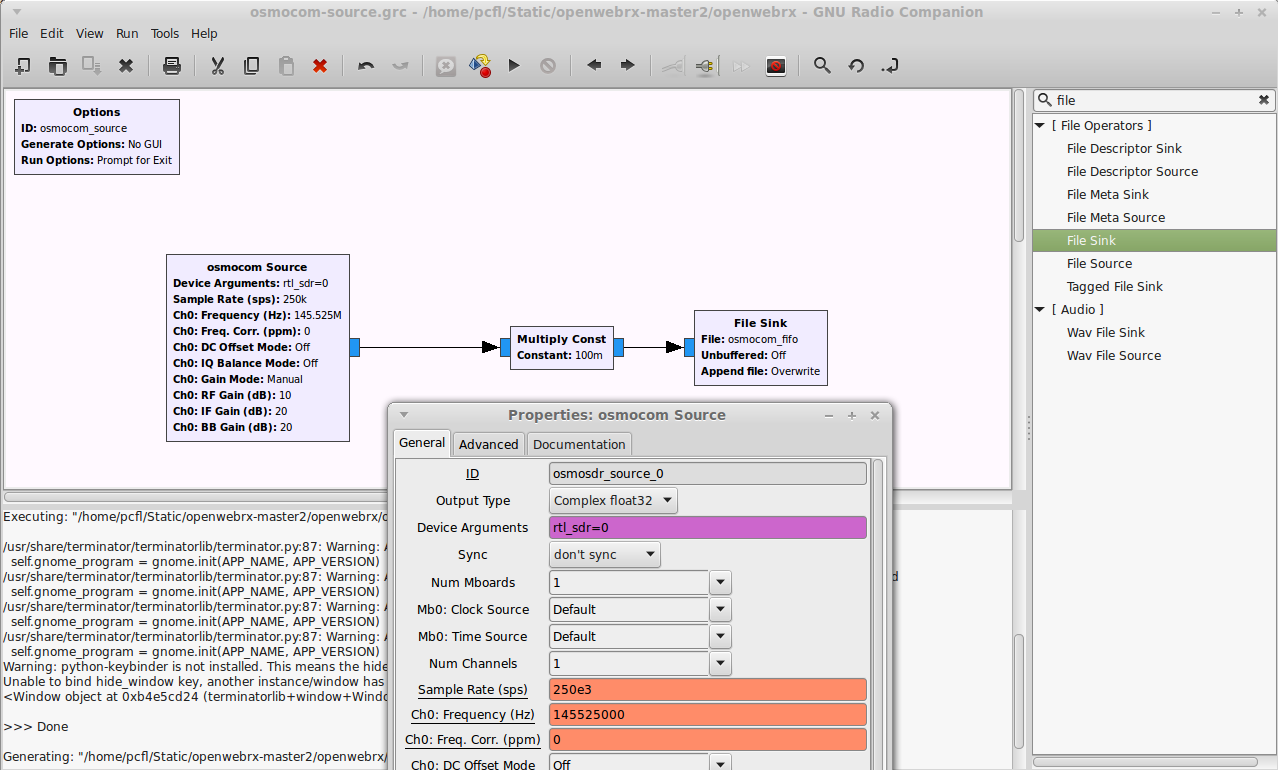 osmocom-source.grc - /home/pcfl/Static/openwebrx-master2/openwebrx - GNU Radio Companion
File Edit View Run Tools Help
Options
ID: osmocom_source
Generate Options: No GUI
Run Options: Prompt for Exit
osmocom Source
Device Arguments: rtl_sdr=0
Sample Rate (sps): 250k
Ch0: Frequency (Hz): 145.525M
Ch0: Freq. Corr. (ppm): 0
Ch0: DC Offset Mode: Off
Ch0: IQ Balance Mode: Off
Ch0: Gain Mode: Manual
Ch0: RF Gain (dB): 10
Ch0: IF Gain (dB): 20
Ch0: BB Gain (dB): 20
Multiply Const
Constant: 100m
File Sink
File: osmocom_fifo
Unbuffered: Off
Append file: Overwrite
file
[ File Operators ]
File Descriptor Sink
File Descriptor Source
File Meta Sink
File Meta Source
File Sink
File Source
Tagged File Sink
[ Audio ]
Wav File Sink
Wav File Source
Executing: "/home/pcfl/Static/openwebrx-master2/openwebrx/
/usr/share/terminator/terminatorlib/terminator.py:87: Warning:
self.gnome_program = gnome.init(APP_NAME, APP_VERSION)
/usr/share/terminator/terminatorlib/terminator.py:87: Warning:
self.gnome_program = gnome.init(APP_NAME, APP_VERSION)
/usr/share/terminator/terminatorlib/terminator.py:87: Warning:
self.gnome_program = gnome.init(APP_NAME, APP_VERSION)
/usr/share/terminator/terminatorlib/terminator.py:87: Warning:
self.gnome_program = gnome.init(APP_NAME, APP_VERSION)
Warning: python-keybinder is not installed. This means the hide
Unable to bind hide_window key, another instance/window has
<Window object at 0xb4e5cd24 (terminatorlib+window+Windo
>>> Done
Generating: "/home/pcfl/Static/openwebrx-master2/openwebrx/
Properties: osmocom Source
General Advanced Documentation
ID osmosdr_source_0
Output Type Complex float32
Device Arguments rtl_sdr=0
Sync don't sync
Num Mboards 1
Mb0: Clock Source Default
Mb0: Time Source Default
Num Channels 1
Sample Rate (sps) 250e3
Ch0: Frequency (Hz) 145525000
Ch0: Freq. Corr. (ppm) 0
Ch0: DC Offset Mode Off